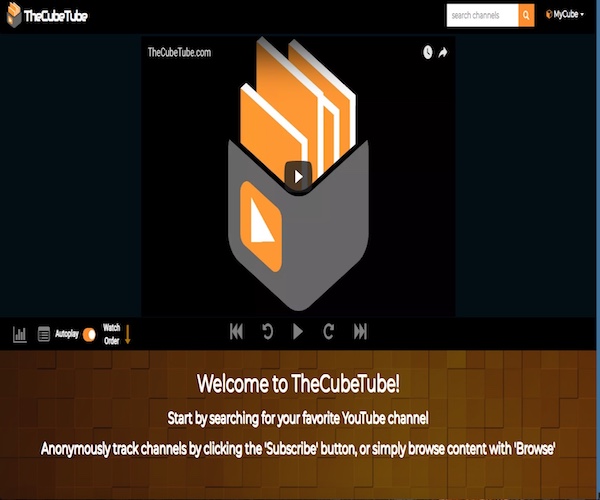 TheCubeTube
search channels
MyCube
TheCubeTube.com
Autoplay
Watch
Order
Welcome to TheCubeTube!
Start by searching for your favorite YouTube channel
Anonymously track channels by clicking the 'Subscribe' button, or simply browse content with 'Browse'